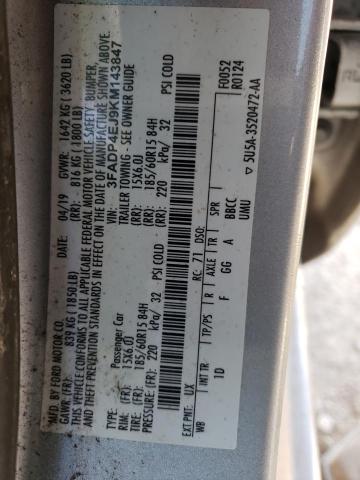 MFD. BY FORD MOTOR CO.
04/19 GVWR: 1642 KG ( 3620 LB)
GAWR: (FR): 839 KG ( 1850 LB) (RR): 816 KG ( 1800 LB)
THIS VEHICLE CONFORMS TO ALL APPLICABLE FEDERAL MOTOR VEHICLE SAFETY, BUMPER,
AND THEFT PREVENTION STANDARDS IN EFFECT ON THE DATE OF MANUFACTURE SHOWN ABOVE.
VIN: 3FADP4EJ9KM143847
TYPE: Passenger Car TRAILER TOWING - SEE OWNER GUIDE
RIM: (FR): 15X6.0J (RR): 15X6.0J
TIRE: (FR): 185/60R15 84H (RR): 185/60R15 84H
PRESSURE: (FR): 220 kPa/ 32 PSI COLD (RR): 220 kPa/ 32 PSI COLD
EXT PNT: UX RC: 71 DSO: F0052
R0124
WB INT TR TP/PS R AXLE TR SPR
1D F GG A BBCC
UMU
5U5A-3520472-AA